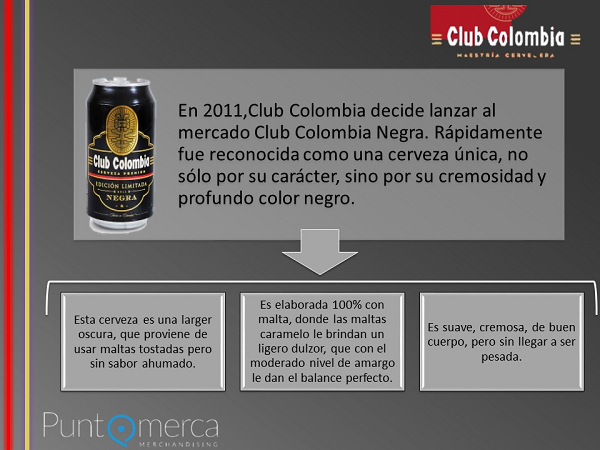 Club Colombia
MAESTRÍA CERVECERA
En 2011,Club Colombia decide lanzar al
mercado Club Colombia Negra. Rápidamente
fue reconocida como una cerveza única, no
sólo por su carácter, sino por su cremosidad y
profundo color negro.
Club Colombia
CERVEZA PREMIUM
EDICIÓN LIMITADA
NEGRA
Esta cerveza es una larger
oscura, que proviene de
usar maltas tostadas pero
sin sabor ahumado.
Es elaborada 100% con
malta, donde las maltas
caramelo le brindan un
ligero dulzor, que con el
moderado nivel de amargo
le dan el balance perfecto.
Es suave, cremosa, de buen
cuerpo, pero sin llegar a ser
pesada.
Puntomerca
MERCHANDISING